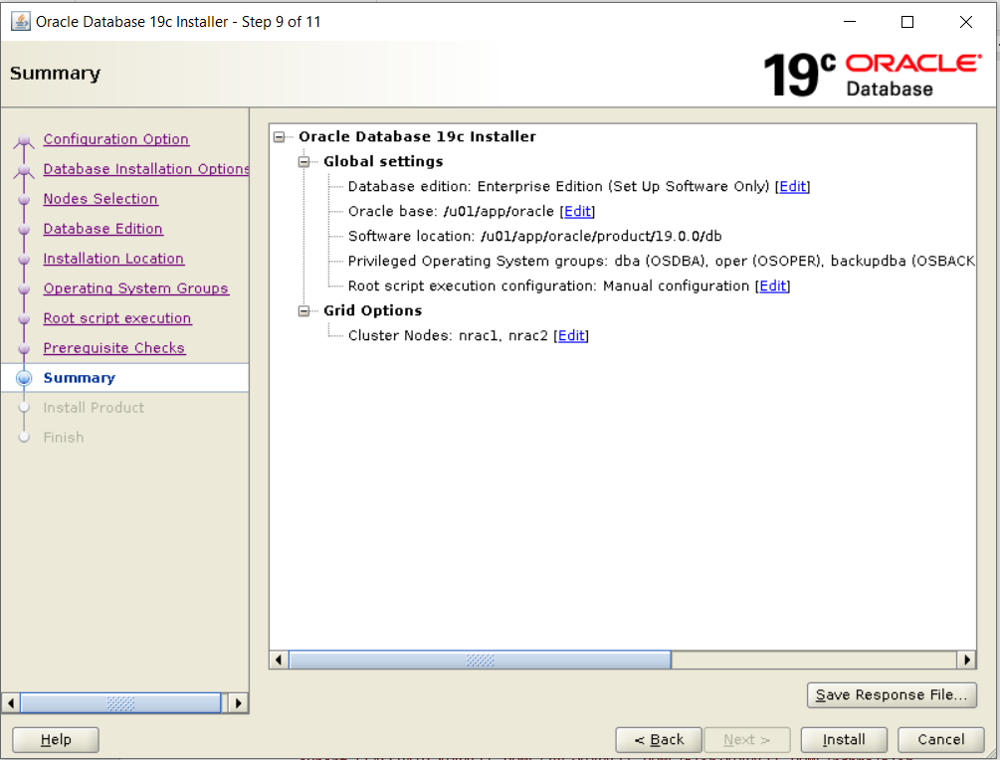 Oracle Database 19c Installer - Step 9 of 11
Summary
19c ORACLE
Database
Configuration Option
Database Installation Options
Nodes Selection
Database Edition
Installation Location
Operating System Groups
Root script execution
Prerequisite Checks
Summary
Install Product
Finish
Oracle Database 19c Installer
Global settings
Database edition: Enterprise Edition (Set Up Software Only) [Edit]
Oracle base: /u01/app/oracle [Edit]
Software location: /u01/app/oracle/product/19.0.0/db
Privileged Operating System groups: dba (OSDBA), oper (OSOPER), backupdba (OSBACK
Root script execution configuration: Manual configuration [Edit]
Grid Options
Cluster Nodes: nrac1, nrac2 [Edit]
Save Response File...
Help
< Back
Next >
Install
Cancel